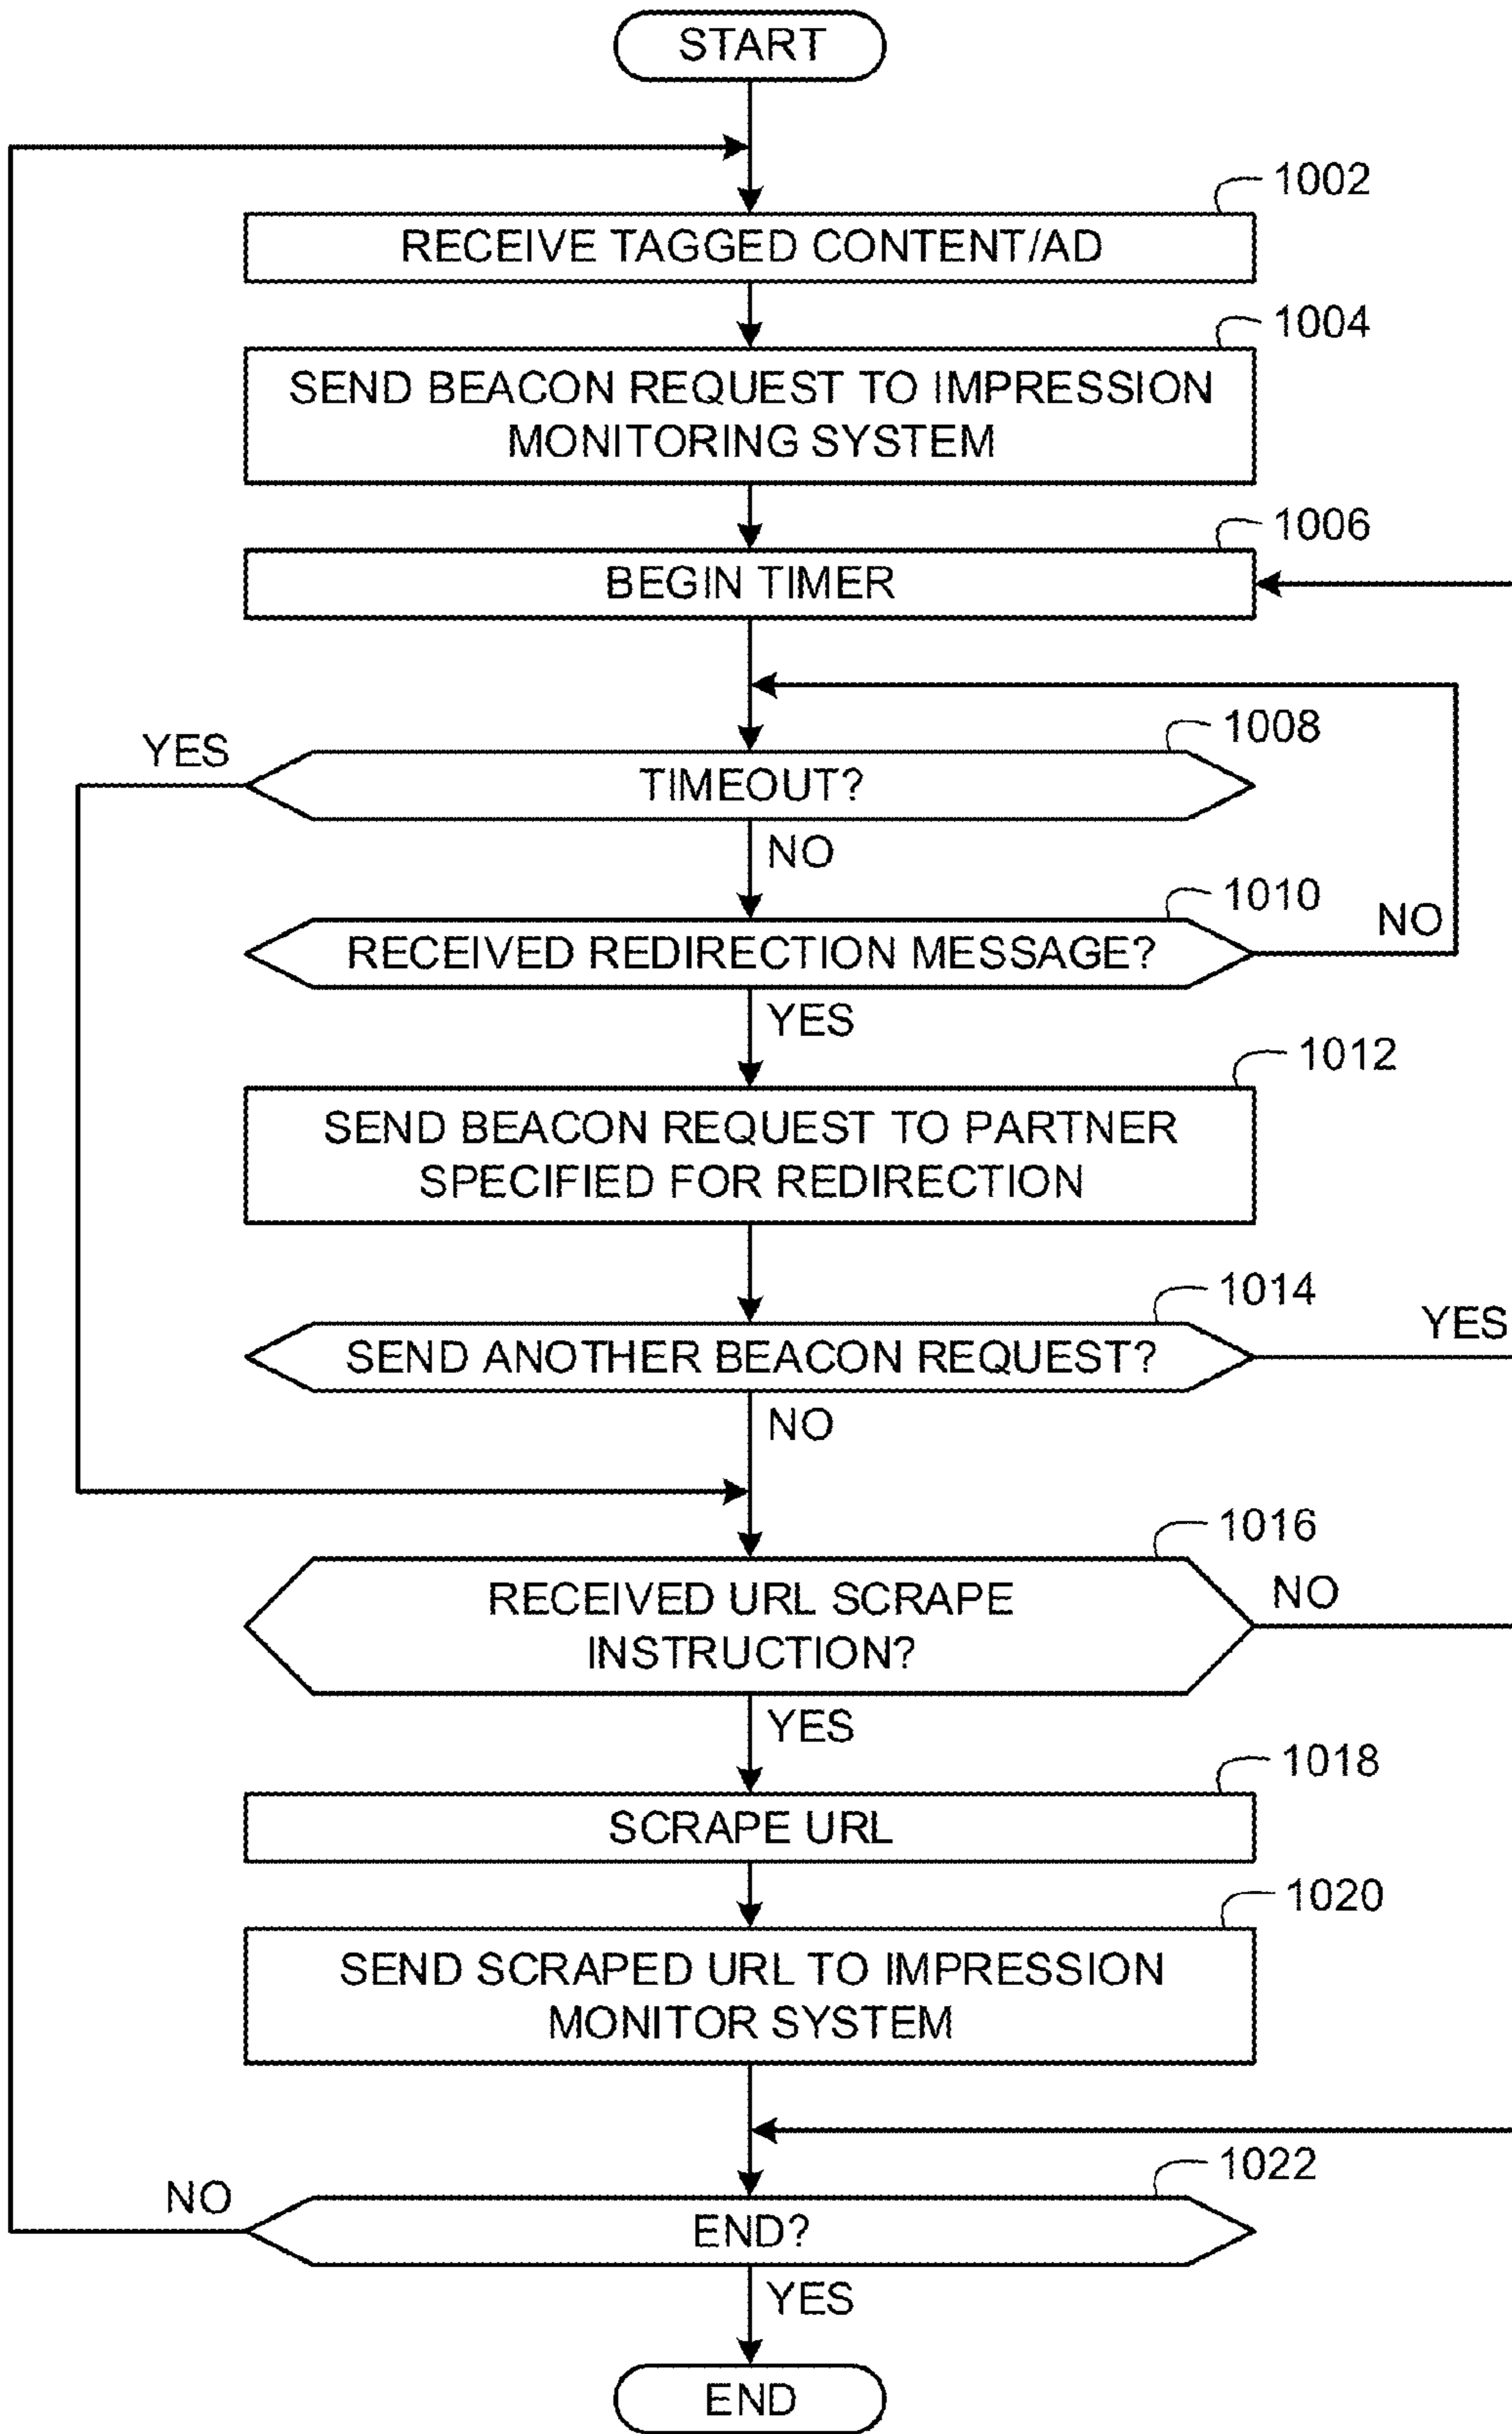 START
1002
RECEIVE TAGGED CONTENT/AD
1004
SEND BEACON REQUEST TO IMPRESSION
MONITORING SYSTEM
1006
BEGIN TIMER
1008
YES
TIMEOUT?
NO
1010
NO
RECEIVED REDIRECTION MESSAGE?
YES
1012
SEND BEACON REQUEST TO PARTNER
SPECIFIED FOR REDIRECTION
1014
YES
SEND ANOTHER BEACON REQUEST?
NO
1016
RECEIVED URL SCRAPE
INSTRUCTION?
NO
YES
1018
SCRAPE URL
1020
SEND SCRAPED URL TO IMPRESSION
MONITOR SYSTEM
1022
NO
END?
YES
END